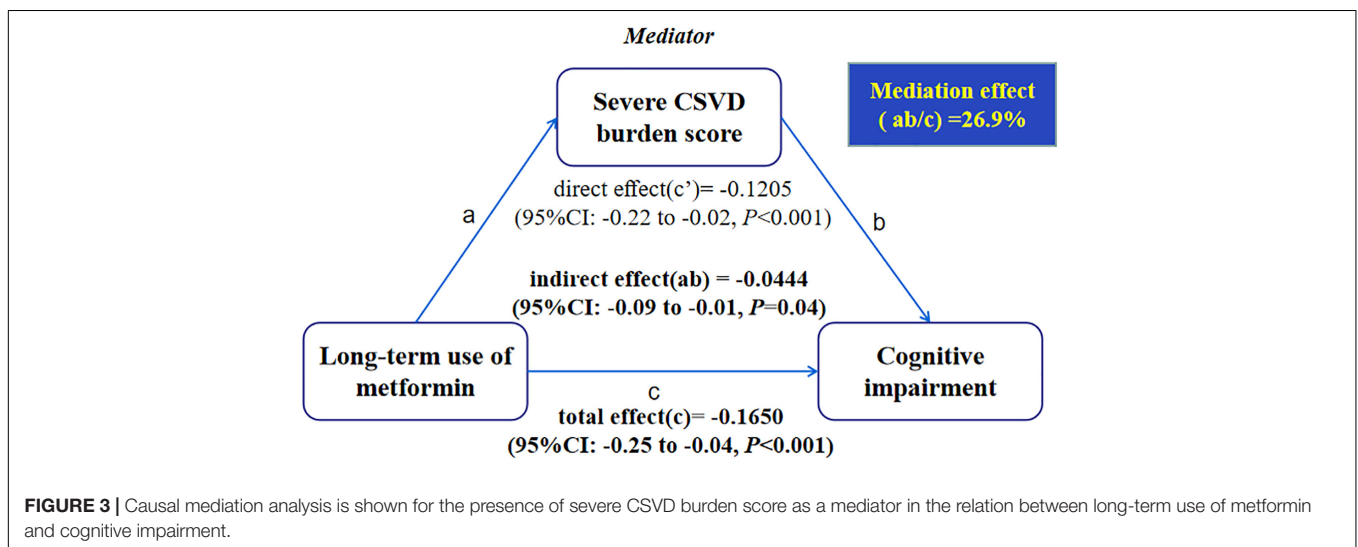 Mediator
Severe CSVD
burden score
Mediation effect
( ab/c) =26.9%
direct effect(c’)= -0.1205
(95%CI: -0.22 to -0.02, P<0.001)
a
b
indirect effect(ab) = -0.0444
(95%CI: -0.09 to -0.01, P=0.04)
Long-term use of
metformin
Cognitive
impairment
c
total effect(c)= -0.1650
(95%CI: -0.25 to -0.04, P<0.001)
FIGURE 3 | Causal mediation analysis is shown for the presence of severe CSVD burden score as a mediator in the relation between long-term use of metformin
and cognitive impairment.